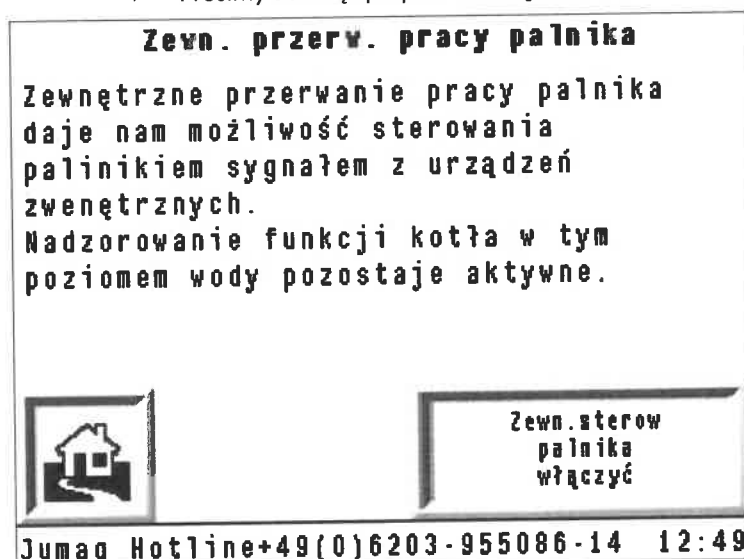 Zewn. przerw. pracy palnika
Zewnętrzne przerwanie pracy palnika
daje nam możliwość sterowania
palinikiem sygnałem z urządzeń
zwenętrznych.
Nadzorowanie funkcji kotła w tym
poziomem wody pozostaje aktywne.
Zewn.sterow
palnika
włączyć
Jumag Hotline+49(0)6203-955086-14 12:49